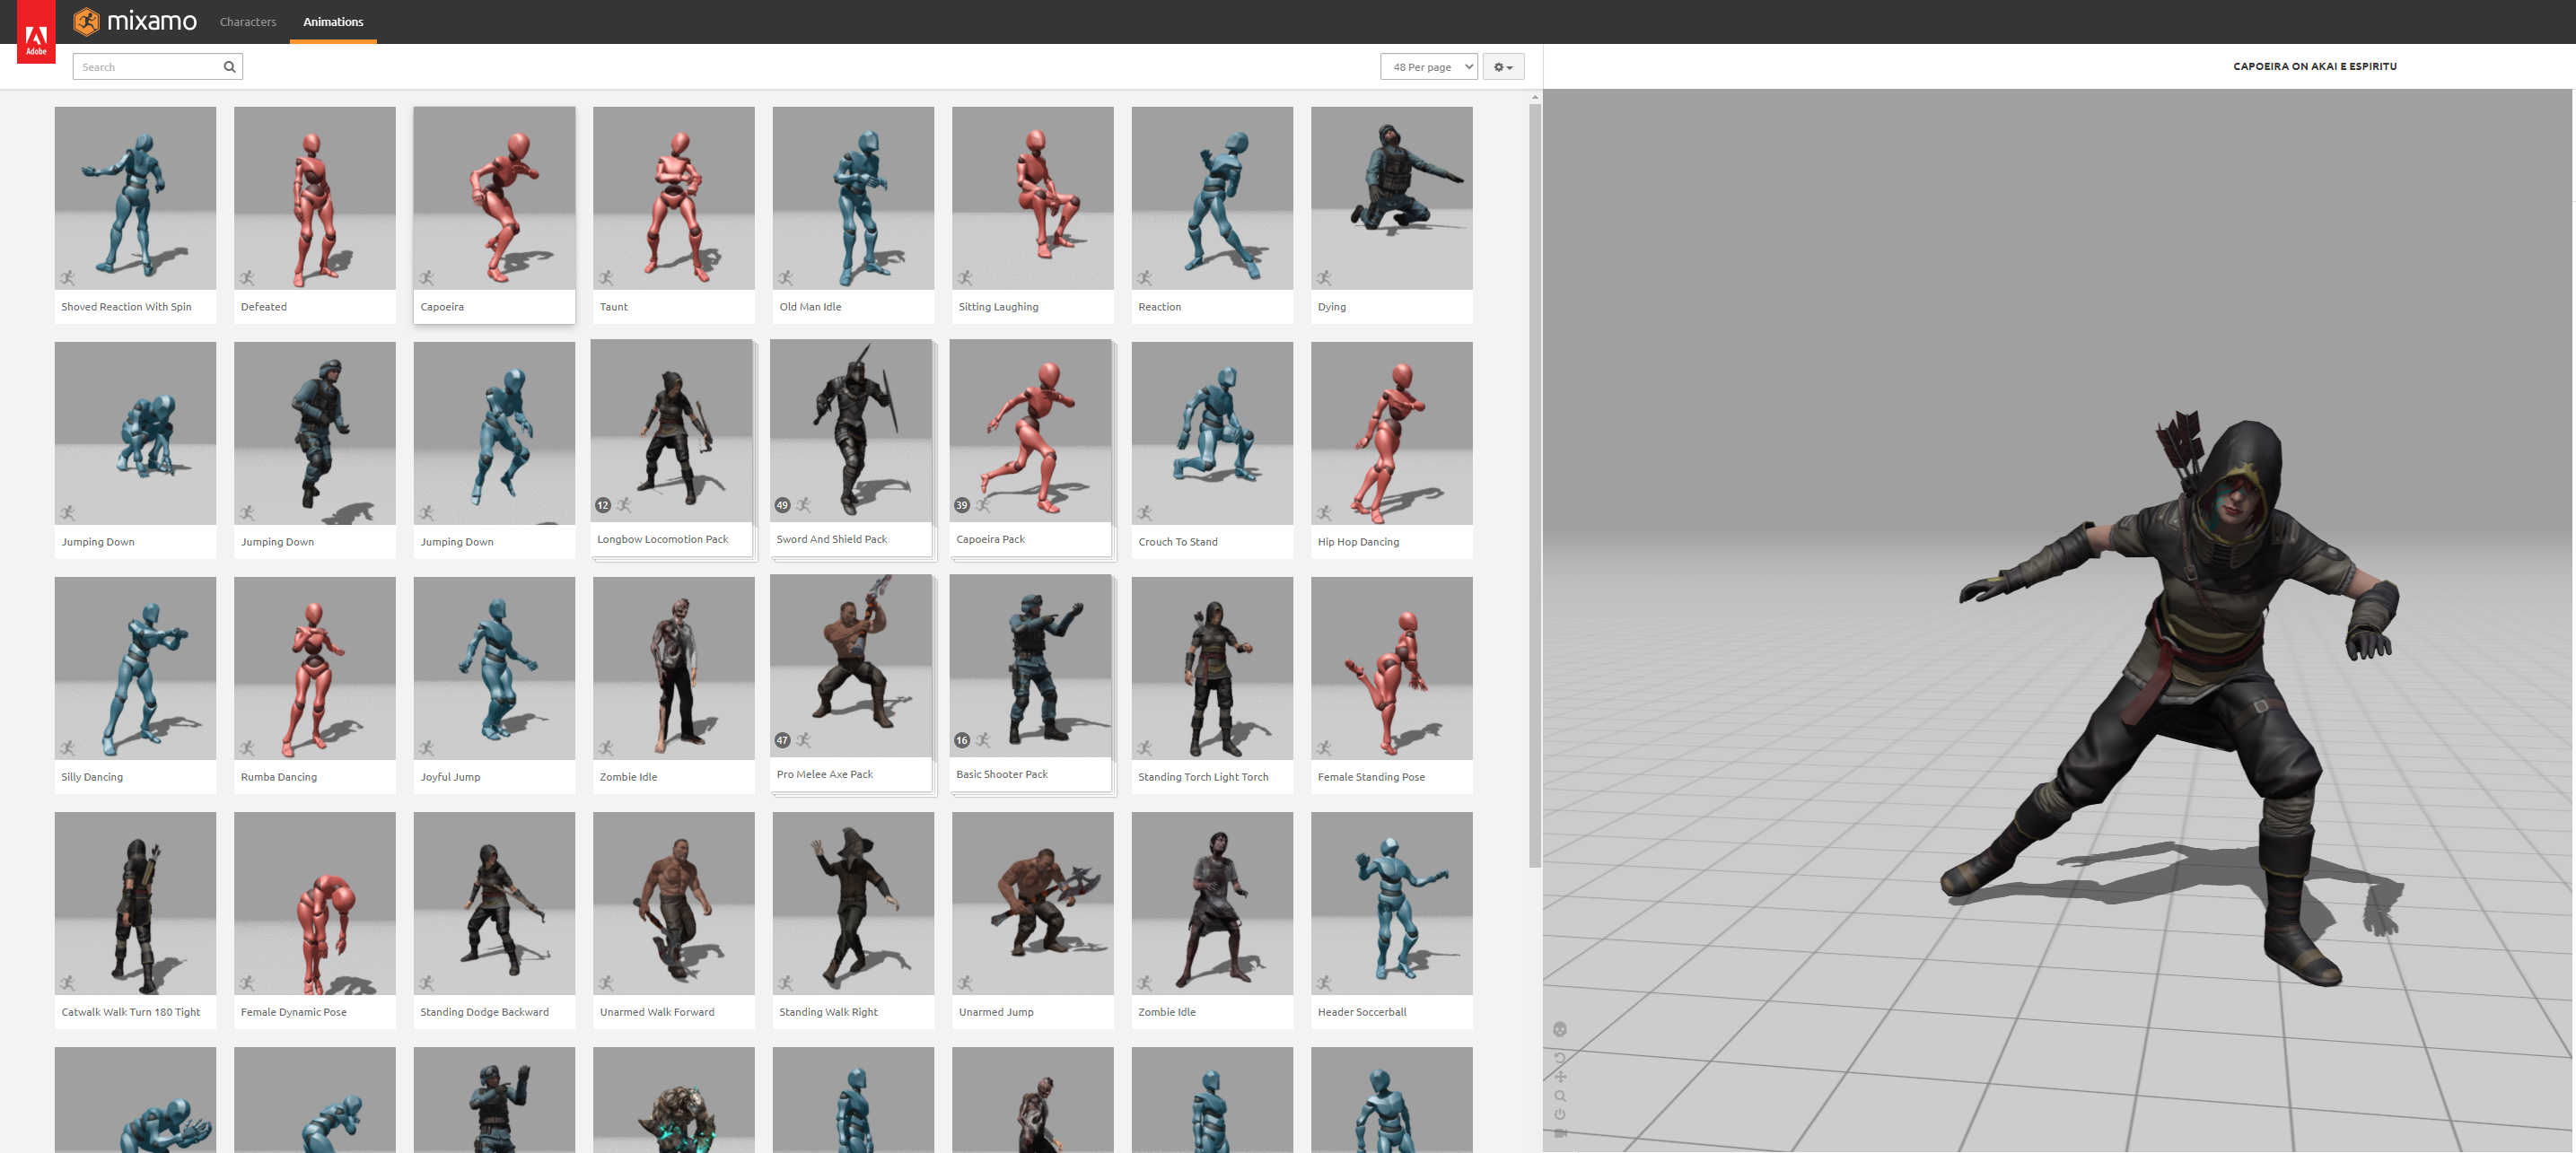 Adobe
mixamo
Characters
Animations
Search
48 Per page
CAPOEIRA ON AKAI E ESPIRITU
Shoved Reaction With Spin
Defeated
Capoeira
Taunt
Old Man Idle
Sitting Laughing
Reaction
Dying
12
49
39
Jumping Down
Jumping Down
Jumping Down
Longbow Locomotion Pack
Sword And Shield Pack
Capoeira Pack
Crouch To Stand
Hip Hop Dancing
47
16
Silly Dancing
Rumba Dancing
Joyful Jump
Zombie Idle
Pro Melee Axe Pack
Basic Shooter Pack
Standing Torch Light Torch
Female Standing Pose
Catwalk Walk Turn 180 Tight
Female Dynamic Pose
Standing Dodge Backward
Unarmed Walk Forward
Standing Walk Right
Unarmed Jump
Zombie Idle
Header Soccerball